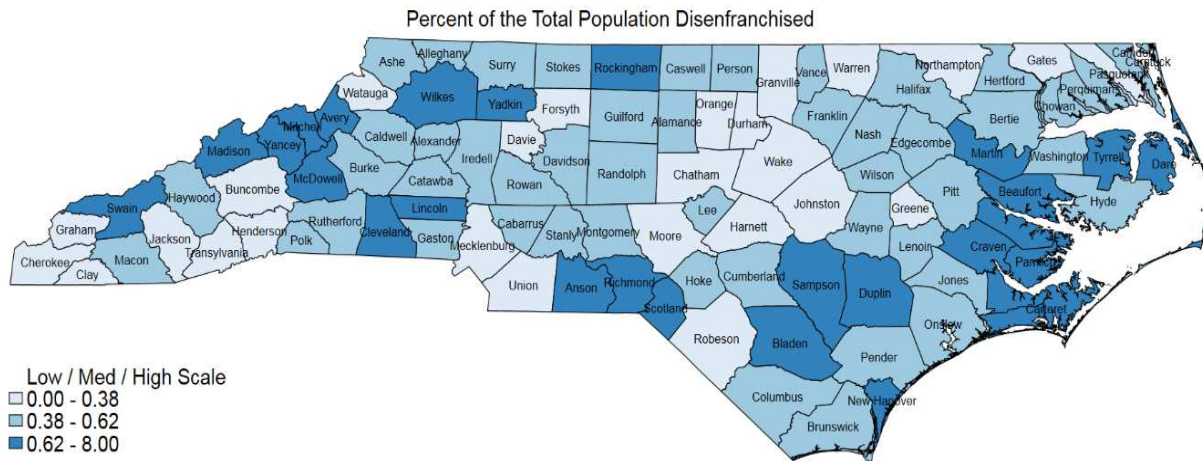 Percent of the Total Population Disenfranchised
Ashe
Alleghany
Surry
Stokes
Rockingham
Caswell
Person
Granville
Vance
Warren
Northampton
Gates
Camden
Currituck
Pasquotank
Perquimans
Chowan
Hertford
Halifax
Bertie
Watauga
Wilkes
Yadkin
Forsyth
Guilford
Alamance
Orange
Durham
Franklin
Nash
Edgecombe
Martin
Washington
Tyrrell
Dare
Avery
Mitchell
Yancey
Madison
Caldwell
Alexander
Iredell
Davie
Davidson
Randolph
Chatham
Wake
Wilson
Pitt
Beaufort
Hyde
McDowell
Burke
Catawba
Rowan
Buncombe
Haywood
Swain
Graham
Cherokee
Clay
Macon
Jackson
Transylvania
Henderson
Polk
Rutherford
Cleveland
Lincoln
Gaston
Mecklenburg
Cabarrus
Stanly
Montgomery
Moore
Lee
Harnett
Johnston
Wayne
Greene
Lenoir
Craven
Pamlico
Jones
Carteret
Onslow
Union
Anson
Richmond
Scotland
Hoke
Cumberland
Sampson
Duplin
Robeson
Bladen
Pender
Columbus
Brunswick
New Hanover
Low / Med / High Scale
0.00 - 0.38
0.38 - 0.62
0.62 - 8.00